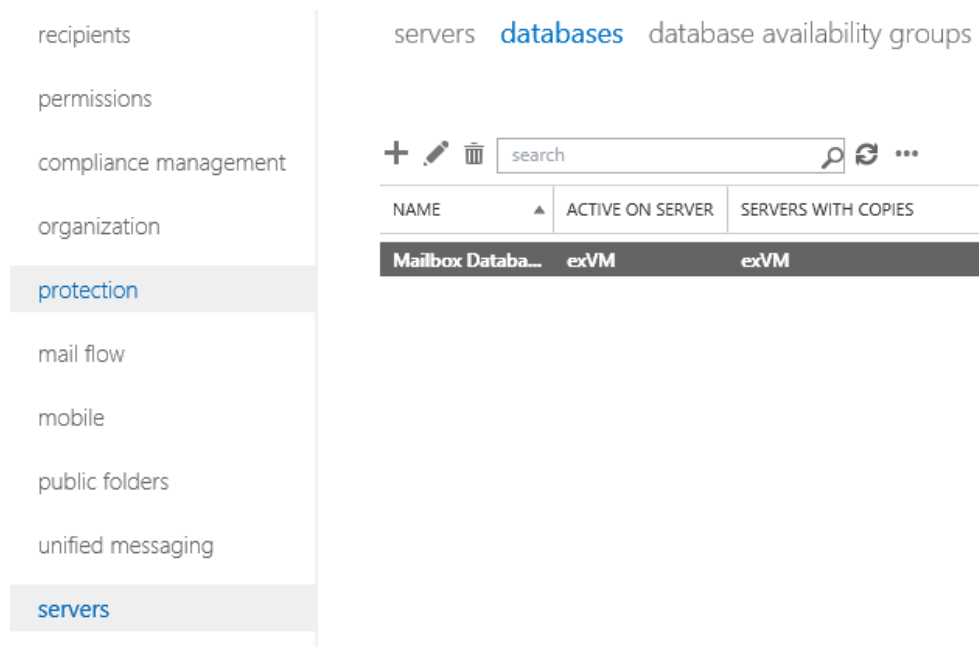 recipients
permissions
compliance management
organization
protection
mail flow
mobile
public folders
unified messaging
servers
servers databases database availability groups
search
NAME ACTIVE ON SERVER SERVERS WITH COPIES
Mailbox Databa... exVM exVM